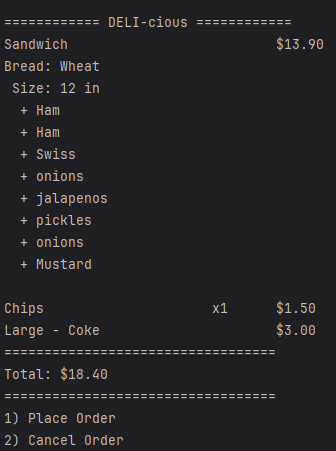 ============ DELI-cious ============
Sandwich                          $13.90
Bread: Wheat
 Size: 12 in
  + Ham
  + Ham
  + Swiss
  + onions
  + jalapenos
  + pickles
  + onions
  + Mustard
Chips                     x1      $1.50
Large - Coke                      $3.00
==================================
Total: $18.40
==================================
1) Place Order
2) Cancel Order